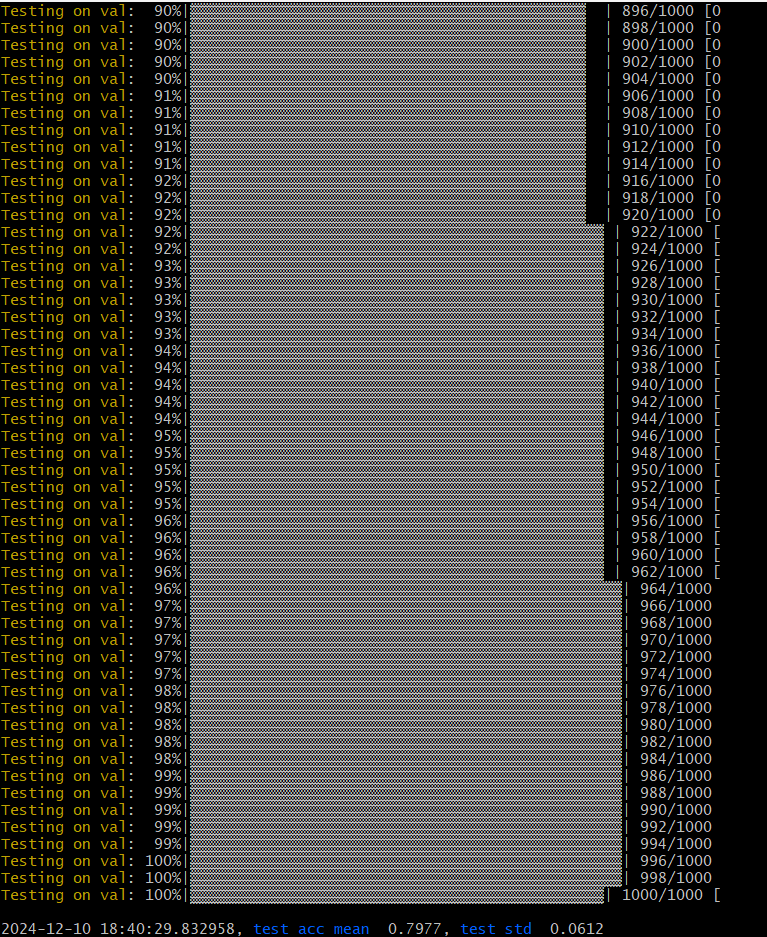 Testing on val:  90%| | 896/1000 [0
Testing on val:  90%| | 898/1000 [0
Testing on val:  90%| | 900/1000 [0
Testing on val:  90%| | 902/1000 [0
Testing on val:  90%| | 904/1000 [0
Testing on val:  91%| | 906/1000 [0
Testing on val:  91%| | 908/1000 [0
Testing on val:  91%| | 910/1000 [0
Testing on val:  91%| | 912/1000 [0
Testing on val:  91%| | 914/1000 [0
Testing on val:  92%| | 916/1000 [0
Testing on val:  92%| | 918/1000 [0
Testing on val:  92%| | 920/1000 [0
Testing on val:  92%| | 922/1000 [
Testing on val:  92%| | 924/1000 [
Testing on val:  93%| | 926/1000 [
Testing on val:  93%| | 928/1000 [
Testing on val:  93%| | 930/1000 [
Testing on val:  93%| | 932/1000 [
Testing on val:  93%| | 934/1000 [
Testing on val:  94%| | 936/1000 [
Testing on val:  94%| | 938/1000 [
Testing on val:  94%| | 940/1000 [
Testing on val:  94%| | 942/1000 [
Testing on val:  94%| | 944/1000 [
Testing on val:  95%| | 946/1000 [
Testing on val:  95%| | 948/1000 [
Testing on val:  95%| | 950/1000 [
Testing on val:  95%| | 952/1000 [
Testing on val:  95%| | 954/1000 [
Testing on val:  96%| | 956/1000 [
Testing on val:  96%| | 958/1000 [
Testing on val:  96%| | 960/1000 [
Testing on val:  96%| | 962/1000 [
Testing on val:  96%| | 964/1000
Testing on val:  97%| | 966/1000
Testing on val:  97%| | 968/1000
Testing on val:  97%| | 970/1000
Testing on val:  97%| | 972/1000
Testing on val:  97%| | 974/1000
Testing on val:  98%| | 976/1000
Testing on val:  98%| | 978/1000
Testing on val:  98%| | 980/1000
Testing on val:  98%| | 982/1000
Testing on val:  98%| | 984/1000
Testing on val:  99%| | 986/1000
Testing on val:  99%| | 988/1000
Testing on val:  99%| | 990/1000
Testing on val:  99%| | 992/1000
Testing on val:  99%| | 994/1000
Testing on val: 100%| | 996/1000
Testing on val: 100%| | 998/1000
Testing on val: 100%| | 1000/1000 [
2024-12-10 18:40:29.832958, test acc mean  0.7977, test std  0.0612